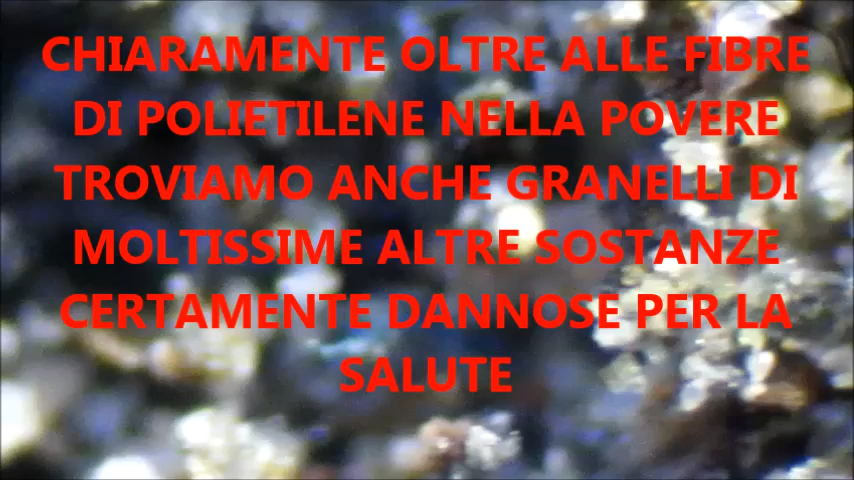 CHIARAMENTE OLTRE ALLE FIBRE
DI POLIETILENE NELLA POVERE
TROVIAMO ANCHE GRANELLI DI
MOLTISSIME ALTRE SOSTANZE
CERTAMENTE DANNOSE PER LA
SALUTE